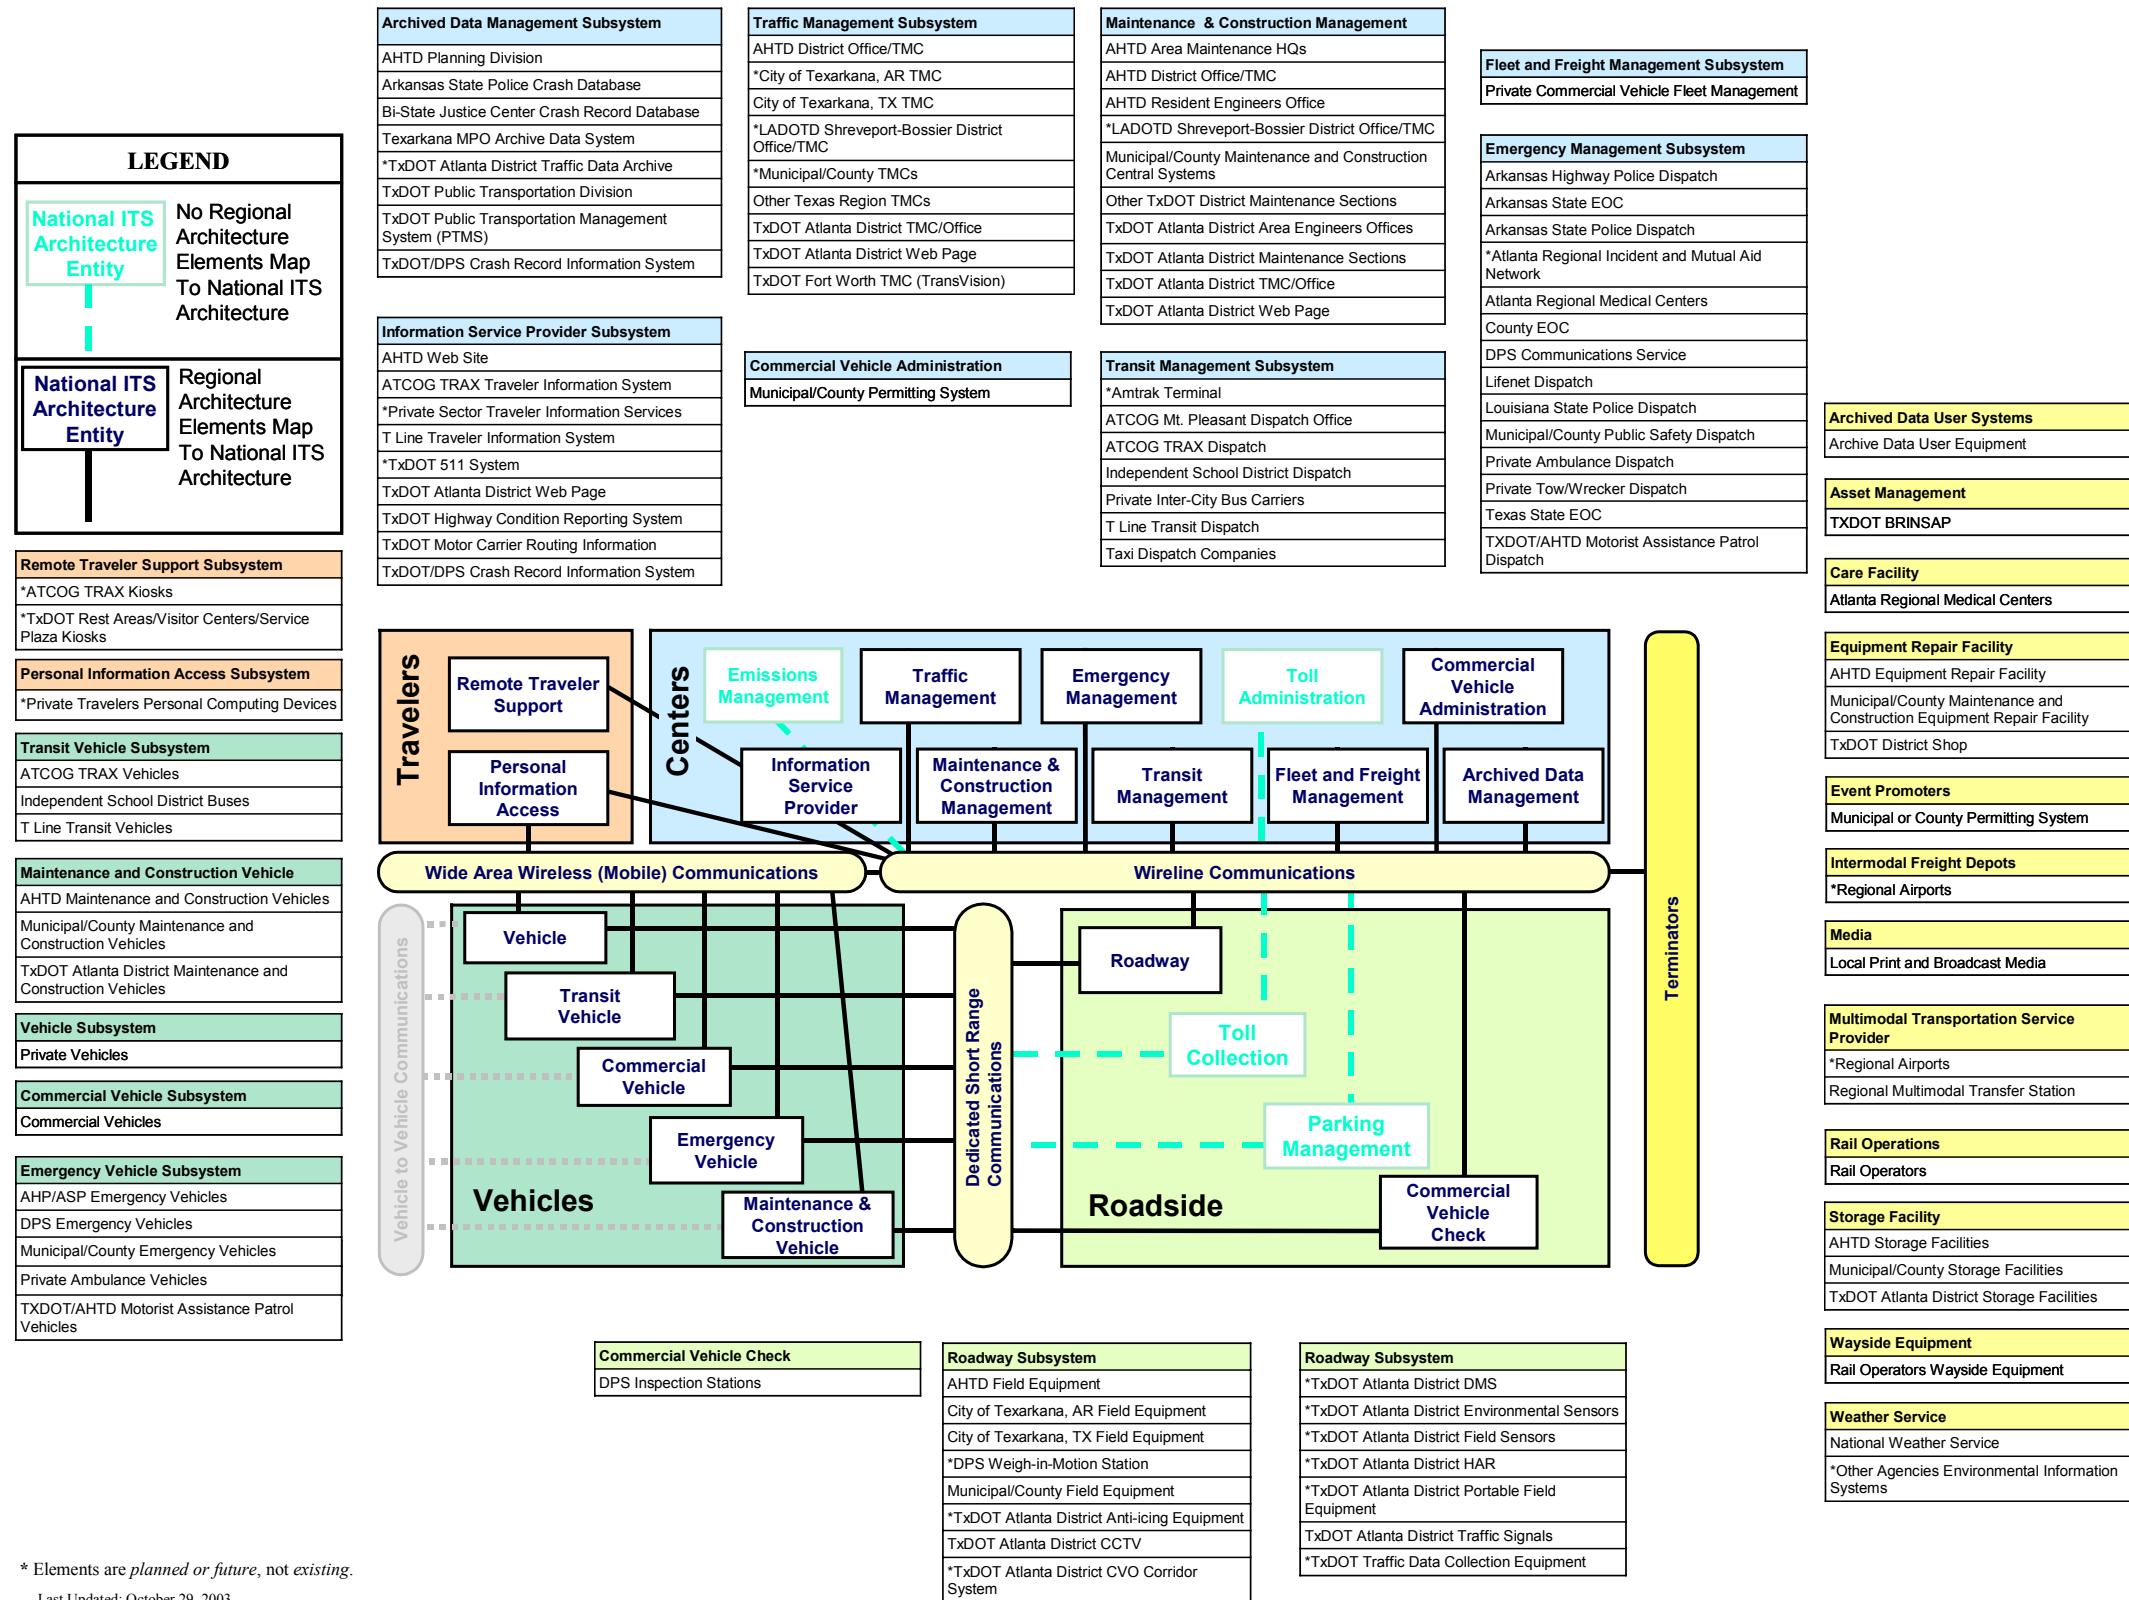 LEGEND
National ITS
Architecture
Entity
No Regional
Architecture
Elements Map
To National ITS
Architecture
National ITS
Architecture
Entity
Regional
Architecture
Elements Map
To National ITS
Architecture
Remote Traveler Support Subsystem
*ATCOG TRAX Kiosks
*TxDOT Rest Areas/Visitor Centers/Service
Plaza Kiosks
Personal Information Access Subsystem
*Private Travelers Personal Computing Devices
Transit Vehicle Subsystem
ATCOG TRAX Vehicles
Independent School District Buses
T Line Transit Vehicles
Maintenance and Construction Vehicle
AHTD Maintenance and Construction Vehicles
Municipal/County Maintenance and
Construction Vehicles
TxDOT Atlanta District Maintenance and
Construction Vehicles
Vehicle Subsystem
Private Vehicles
Commercial Vehicle Subsystem
Commercial Vehicles
Emergency Vehicle Subsystem
AHP/ASP Emergency Vehicles
DPS Emergency Vehicles
Municipal/County Emergency Vehicles
Private Ambulance Vehicles
TXDOT/AHTD Motorist Assistance Patrol
Vehicles
Archived Data Management Subsystem
AHTD Planning Division
Arkansas State Police Crash Database
Bi-State Justice Center Crash Record Database
Texarkana MPO Archive Data System
*TxDOT Atlanta District Traffic Data Archive
TxDOT Public Transportation Division
TxDOT Public Transportation Management
System (PTMS)
TxDOT/DPS Crash Record Information System
Information Service Provider Subsystem
AHTD Web Site
ATCOG TRAX Traveler Information System
*Private Sector Traveler Information Services
T Line Traveler Information System
*TxDOT 511 System
TxDOT Atlanta District Web Page
TxDOT Highway Condition Reporting System
TxDOT Motor Carrier Routing Information
TxDOT/DPS Crash Record Information System
Traffic Management Subsystem
AHTD District Office/TMC
*City of Texarkana, AR TMC
City of Texarkana, TX TMC
*LADOTD Shreveport-Bossier District
Office/TMC
*Municipal/County TMCs
Other Texas Region TMCs
TxDOT Atlanta District TMC/Office
TxDOT Atlanta District Web Page
TxDOT Fort Worth TMC (TransVision)
Commercial Vehicle Administration
Municipal/County Permitting System
Maintenance & Construction Management
AHTD Area Maintenance HQs
AHTD District Office/TMC
AHTD Resident Engineers Office
*LADOTD Shreveport-Bossier District Office/TMC
Municipal/County Maintenance and Construction
Central Systems
Other TxDOT District Maintenance Sections
TxDOT Atlanta District Area Engineers Offices
TxDOT Atlanta District Maintenance Sections
TxDOT Atlanta District TMC/Office
TxDOT Atlanta District Web Page
Transit Management Subsystem
*Amtrak Terminal
ATCOG Mt. Pleasant Dispatch Office
ATCOG TRAX Dispatch
Independent School District Dispatch
Private Inter-City Bus Carriers
T Line Transit Dispatch
Taxi Dispatch Companies
Fleet and Freight Management Subsystem
Private Commercial Vehicle Fleet Management
Emergency Management Subsystem
Arkansas Highway Police Dispatch
Arkansas State EOC
Arkansas State Police Dispatch
*Atlanta Regional Incident and Mutual Aid
Network
Atlanta Regional Medical Centers
County EOC
DPS Communications Service
Lifenet Dispatch
Louisiana State Police Dispatch
Municipal/County Public Safety Dispatch
Private Ambulance Dispatch
Private Tow/Wrecker Dispatch
Texas State EOC
TXDOT/AHTD Motorist Assistance Patrol
Dispatch
Archived Data User Systems
Archive Data User Equipment
Asset Management
TXDOT BRINSAP
Care Facility
Atlanta Regional Medical Centers
Equipment Repair Facility
AHTD Equipment Repair Facility
Municipal/County Maintenance and
Construction Equipment Repair Facility
TxDOT District Shop
Event Promoters
Municipal or County Permitting System
Intermodal Freight Depots
*Regional Airports
Media
Local Print and Broadcast Media
Multimodal Transportation Service
Provider
*Regional Airports
Regional Multimodal Transfer Station
Rail Operations
Rail Operators
Storage Facility
AHTD Storage Facilities
Municipal/County Storage Facilities
TxDOT Atlanta District Storage Facilities
Wayside Equipment
Rail Operators Wayside Equipment
Weather Service
National Weather Service
*Other Agencies Environmental Information
Systems
Travelers
Remote Traveler
Support
Personal
Information
Access
Centers
Emissions
Management
Traffic
Management
Emergency
Management
Toll
Administration
Commercial
Vehicle
Administration
Information
Service
Provider
Maintenance &
Construction
Management
Transit
Management
Fleet and Freight
Management
Archived Data
Management
Wide Area Wireless (Mobile) Communications
Wireline Communications
Terminators
Vehicle to Vehicle Communications
Vehicle
Transit
Vehicle
Commercial
Vehicle
Emergency
Vehicle
Maintenance &
Construction
Vehicle
Vehicles
Dedicated Short Range
Communications
Roadway
Toll
Collection
Parking
Management
Commercial
Vehicle
Check
Roadside
Commercial Vehicle Check
DPS Inspection Stations
Roadway Subsystem
AHTD Field Equipment
City of Texarkana, AR Field Equipment
City of Texarkana, TX Field Equipment
*DPS Weigh-in-Motion Station
Municipal/County Field Equipment
*TxDOT Atlanta District Anti-icing Equipment
TxDOT Atlanta District CCTV
*TxDOT Atlanta District CVO Corridor
System
Roadway Subsystem
*TxDOT Atlanta District DMS
*TxDOT Atlanta District Environmental Sensors
*TxDOT Atlanta District Field Sensors
*TxDOT Atlanta District HAR
*TxDOT Atlanta District Portable Field
Equipment
TxDOT Atlanta District Traffic Signals
*TxDOT Traffic Data Collection Equipment
* Elements are planned or future, not existing.
Last Updated: October 29, 2003